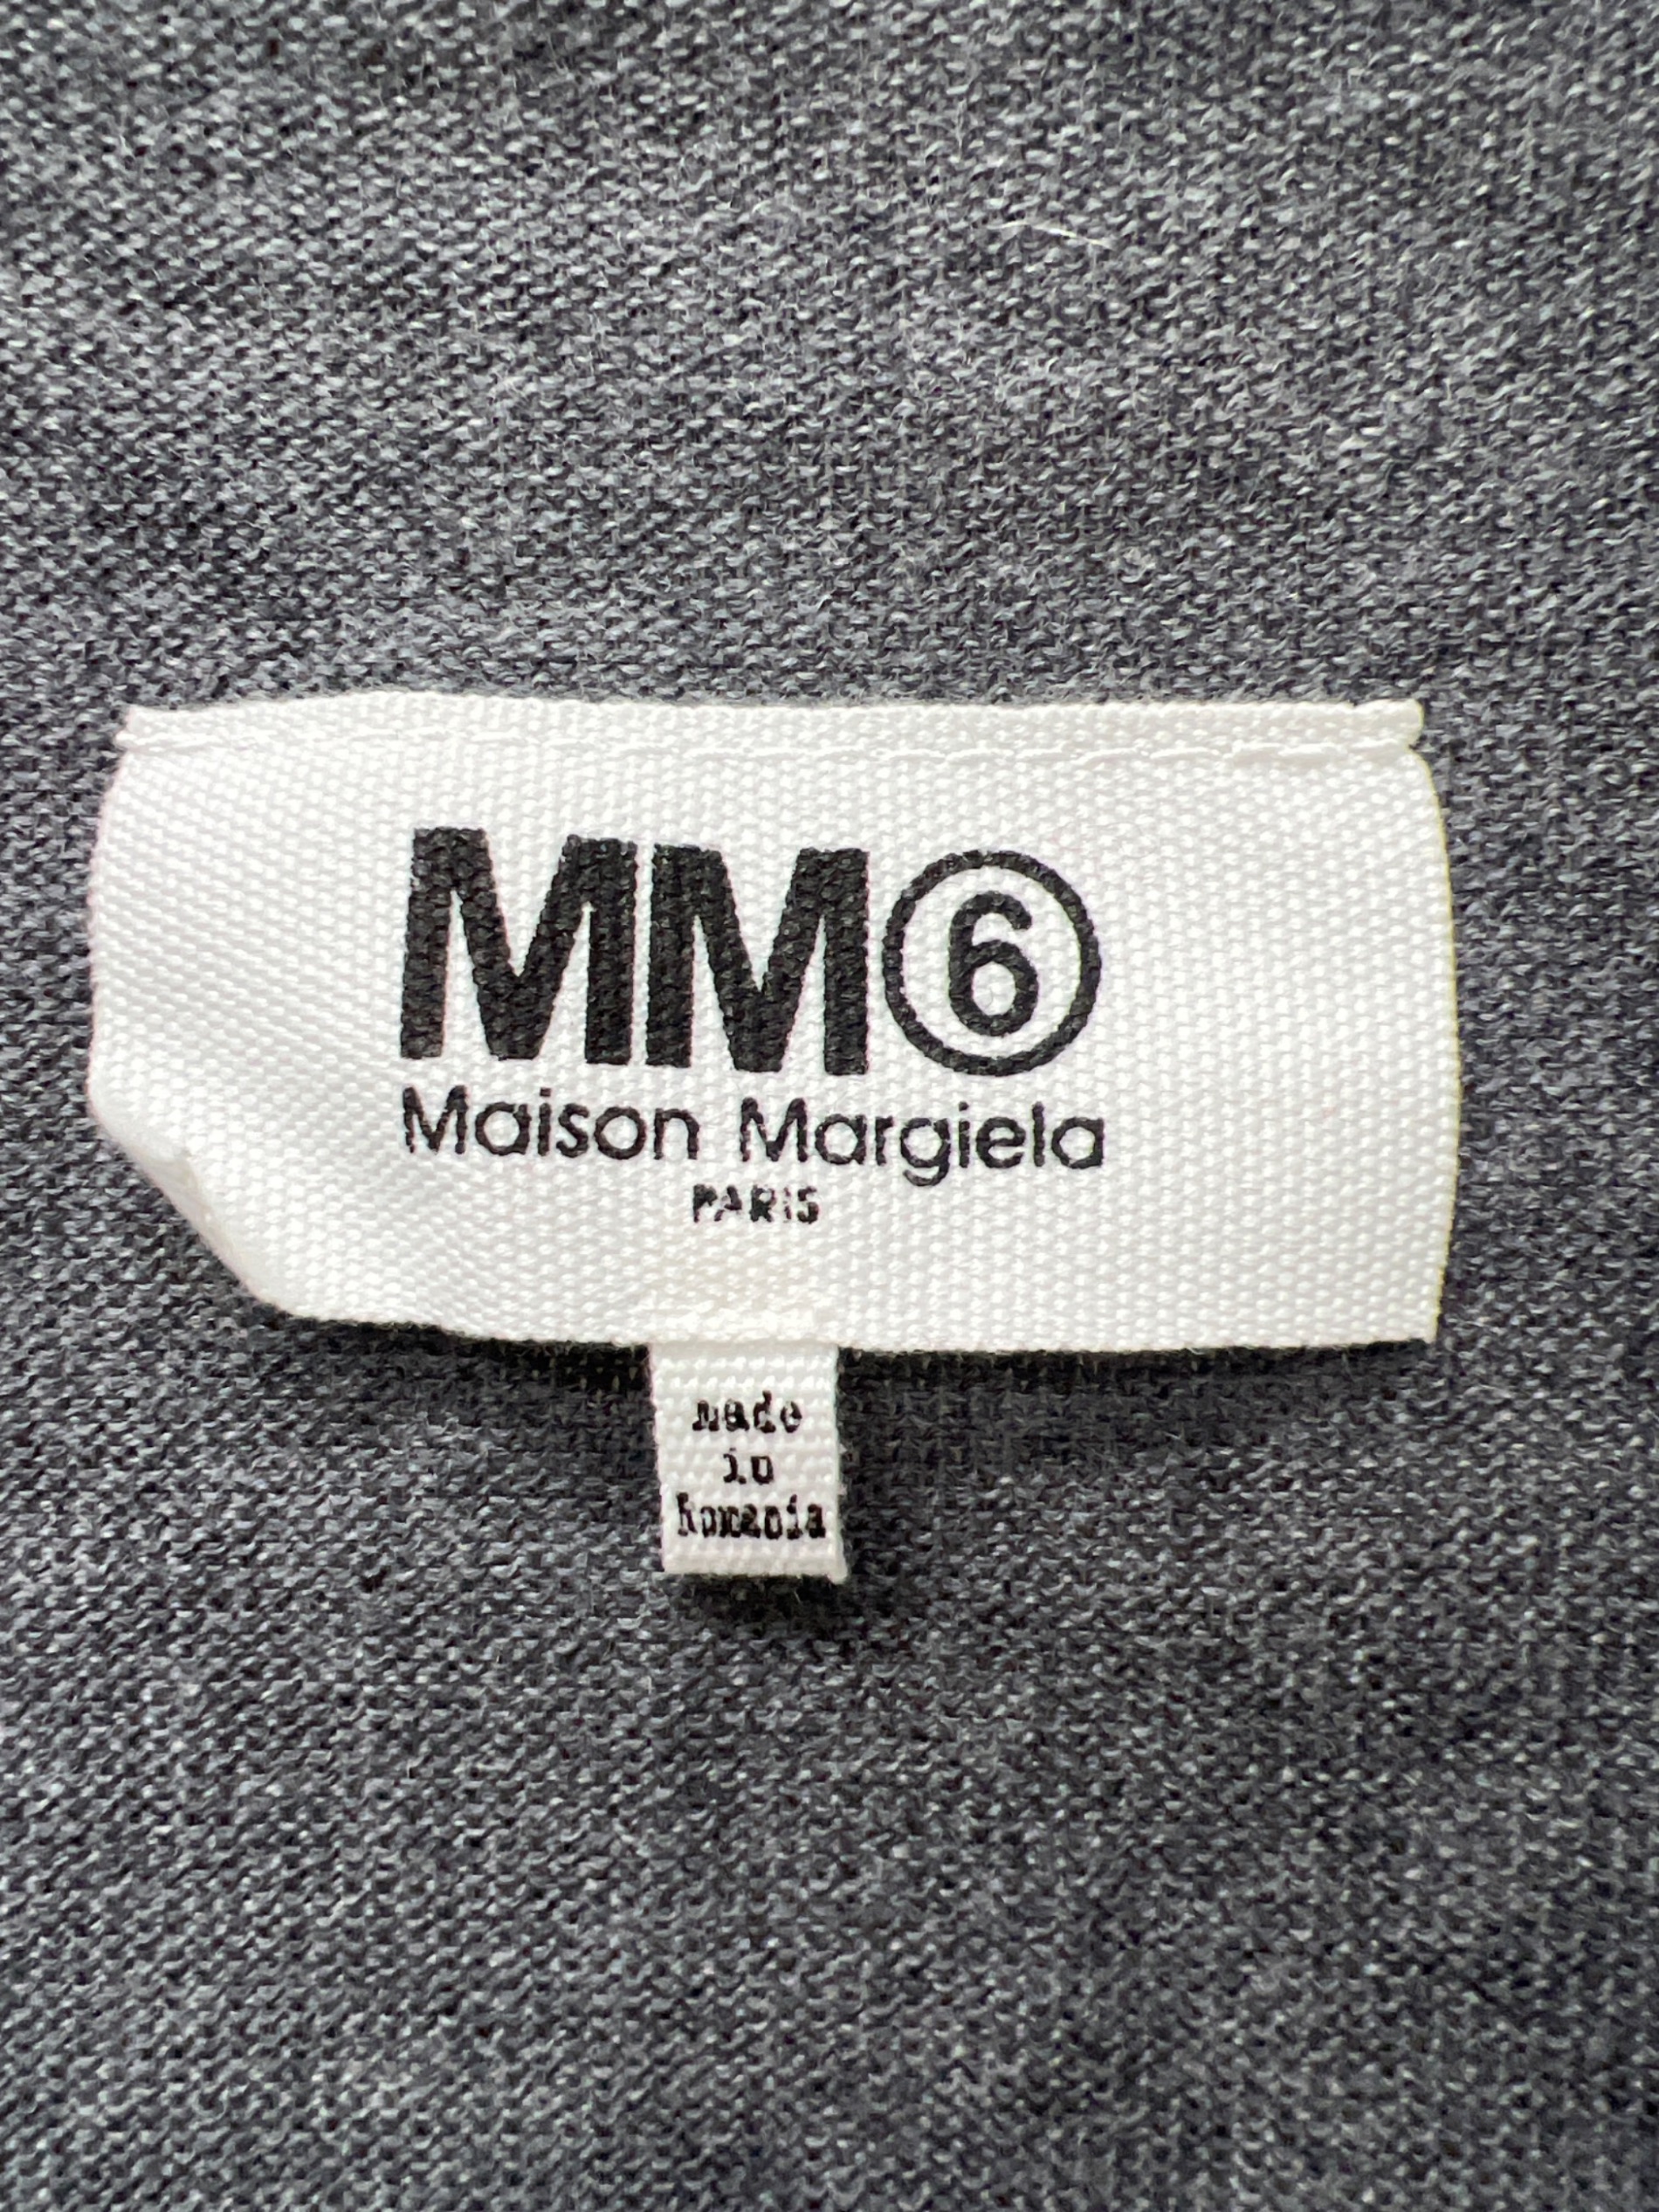 MM⑥
Maison Margiela
PARIS
made
in
Romania